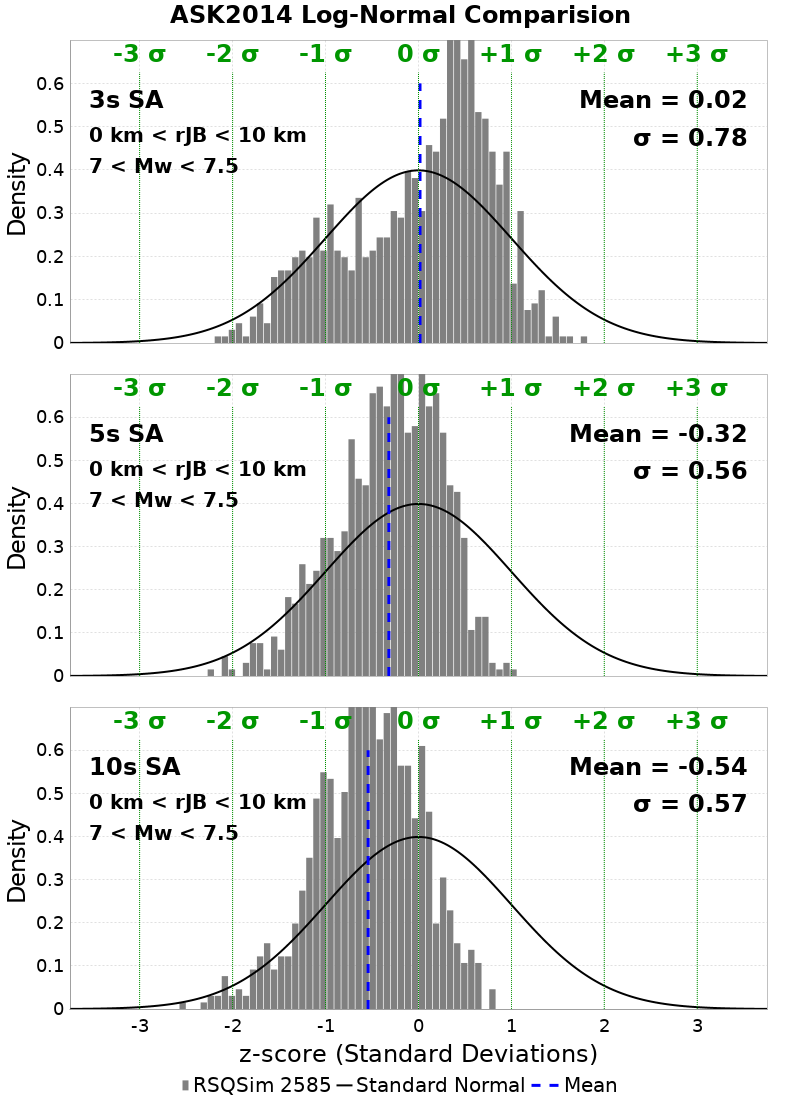 ASK2014 Log-Normal Comparision
-3 σ -2 σ -1 σ 0 σ +1 σ +2 σ +3 σ
3s SA
0 km < rJB < 10 km
7 < Mw < 7.5
Mean = 0.02
σ = 0.78
Density
0.6
0.5
0.4
0.3
0.2
0.1
0
-3 σ -2 σ -1 σ 0 σ +1 σ +2 σ +3 σ
5s SA
0 km < rJB < 10 km
7 < Mw < 7.5
Mean = -0.32
σ = 0.56
Density
0.6
0.5
0.4
0.3
0.2
0.1
0
-3 σ -2 σ -1 σ 0 σ +1 σ +2 σ +3 σ
10s SA
0 km < rJB < 10 km
7 < Mw < 7.5
Mean = -0.54
σ = 0.57
Density
0.6
0.5
0.4
0.3
0.2
0.1
0
-3 -2 -1 0 1 2 3
z-score (Standard Deviations)
RSQSim 2585 Standard Normal Mean